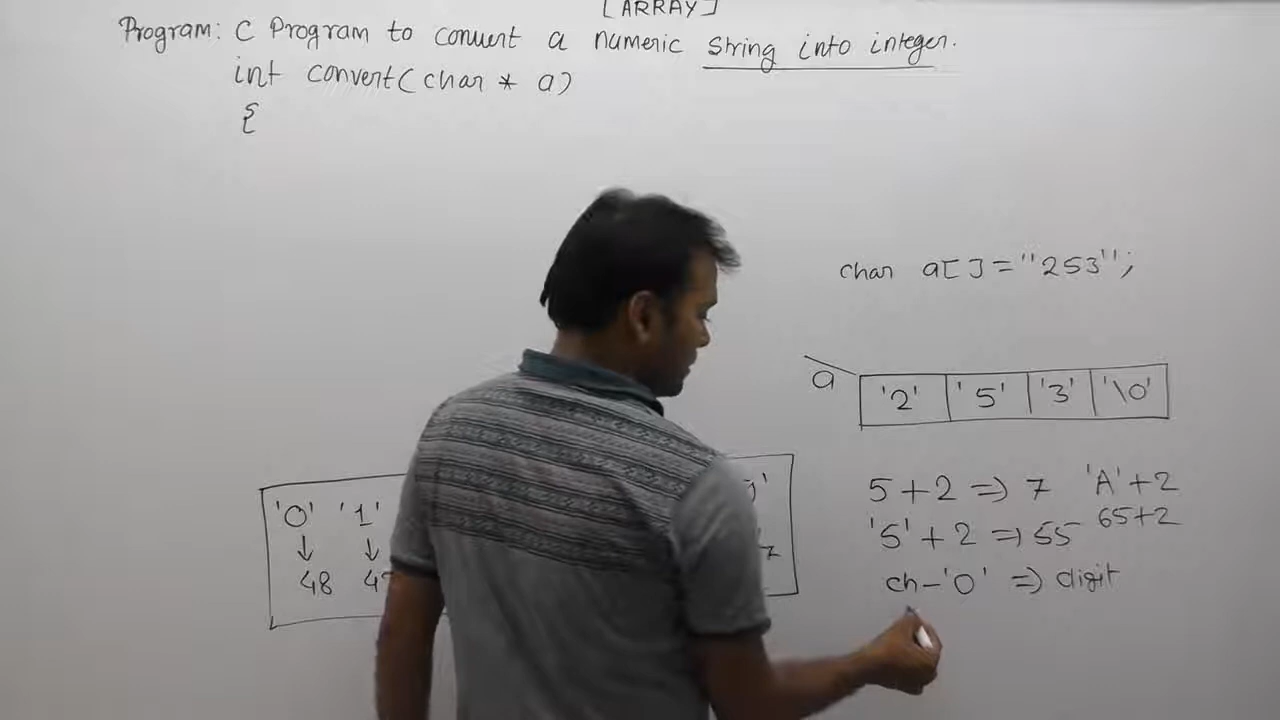 [ARRAY]
Program: C Program to convert a numeric string into integer.
int convert(char * a)
{
char a[]="253";
a '2' '5' '3' '\0'
5+2 => 7 'A'+2
'5'+2 => 55 65+2
ch-'0' => digit
'0' '1'
↓ ↓
48